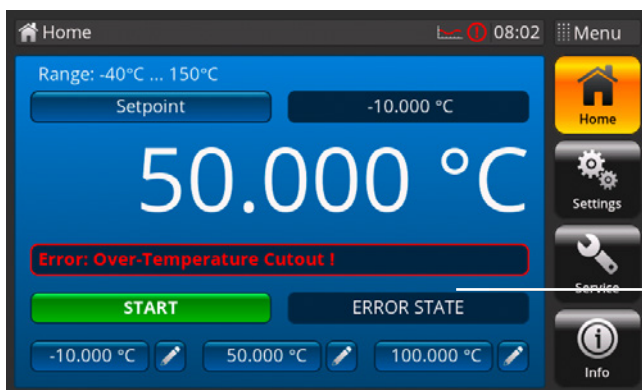 Home 08:02 Menu
Range: -40°C ... 150°C
Setpoint -10.000 °C
Home
50.000 °C
Settings
Error: Over-Temperature Cutout !
Service
START ERROR STATE
-10.000 °C 50.000 °C 100.000 °C
Info